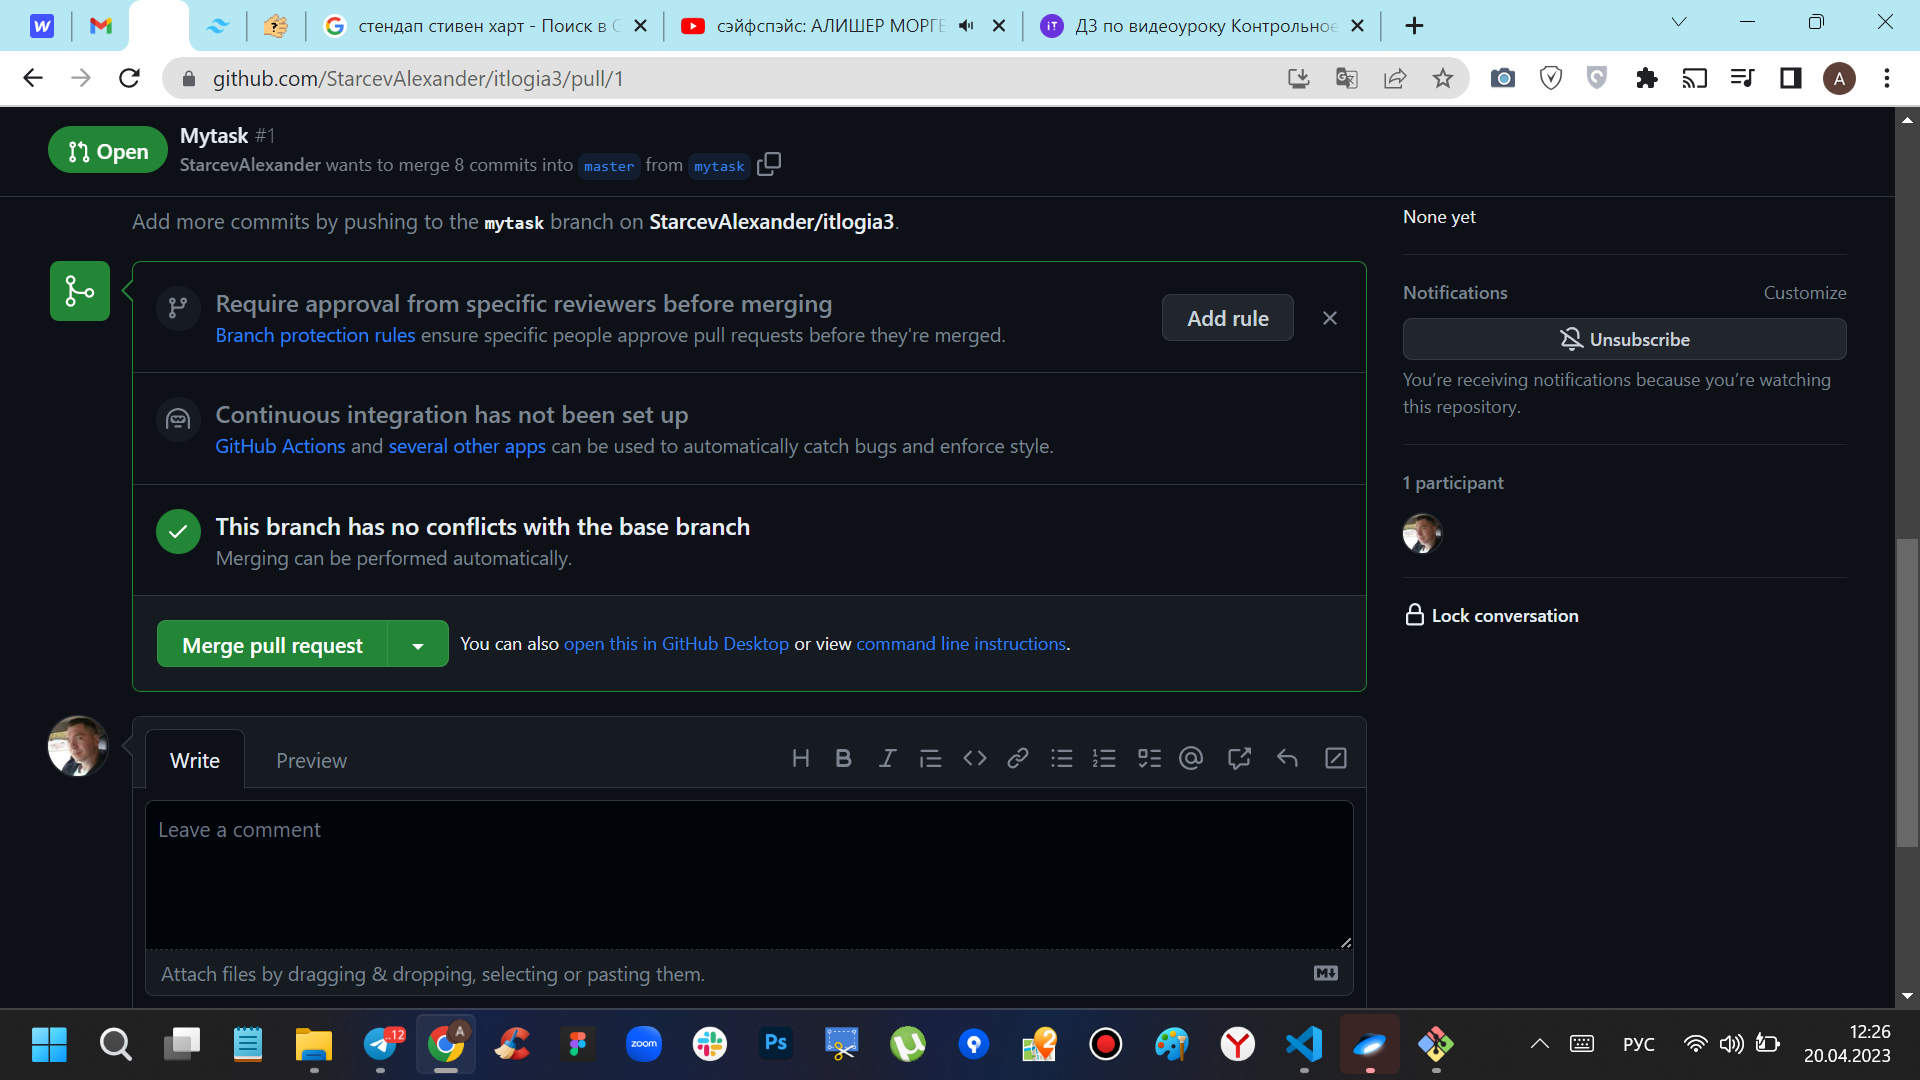 стендап стивен харт - Поиск в G
сэйфспэйс: АЛИШЕР МОРГЕ
ДЗ по видеоуроку Контрольное
github.com/StarcevAlexander/itlogia3/pull/1
A
Open
Mytask #1
StarcevAlexander wants to merge 8 commits into master from mytask
Add more commits by pushing to the mytask branch on StarcevAlexander/itlogia3.
Require approval from specific reviewers before merging
Branch protection rules ensure specific people approve pull requests before they're merged.
Add rule
Continuous integration has not been set up
GitHub Actions and several other apps can be used to automatically catch bugs and enforce style.
This branch has no conflicts with the base branch
Merging can be performed automatically.
Merge pull request
You can also open this in GitHub Desktop or view command line instructions.
None yet
Notifications
Customize
Unsubscribe
You're receiving notifications because you're watching
this repository.
1 participant
Lock conversation
Write
Preview
Leave a comment
Attach files by dragging & dropping, selecting or pasting them.
..12
A
zoom
Ps
2
РУС
12:26
20.04.2023